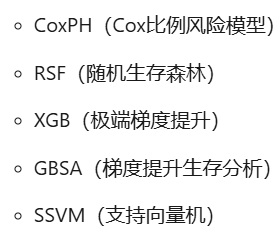 CoxPH（Cox比例风险模型）
RSF（随机生存森林）
XGB（极端梯度提升）
GBSA（梯度提升生存分析）
SSVM（支持向量机）